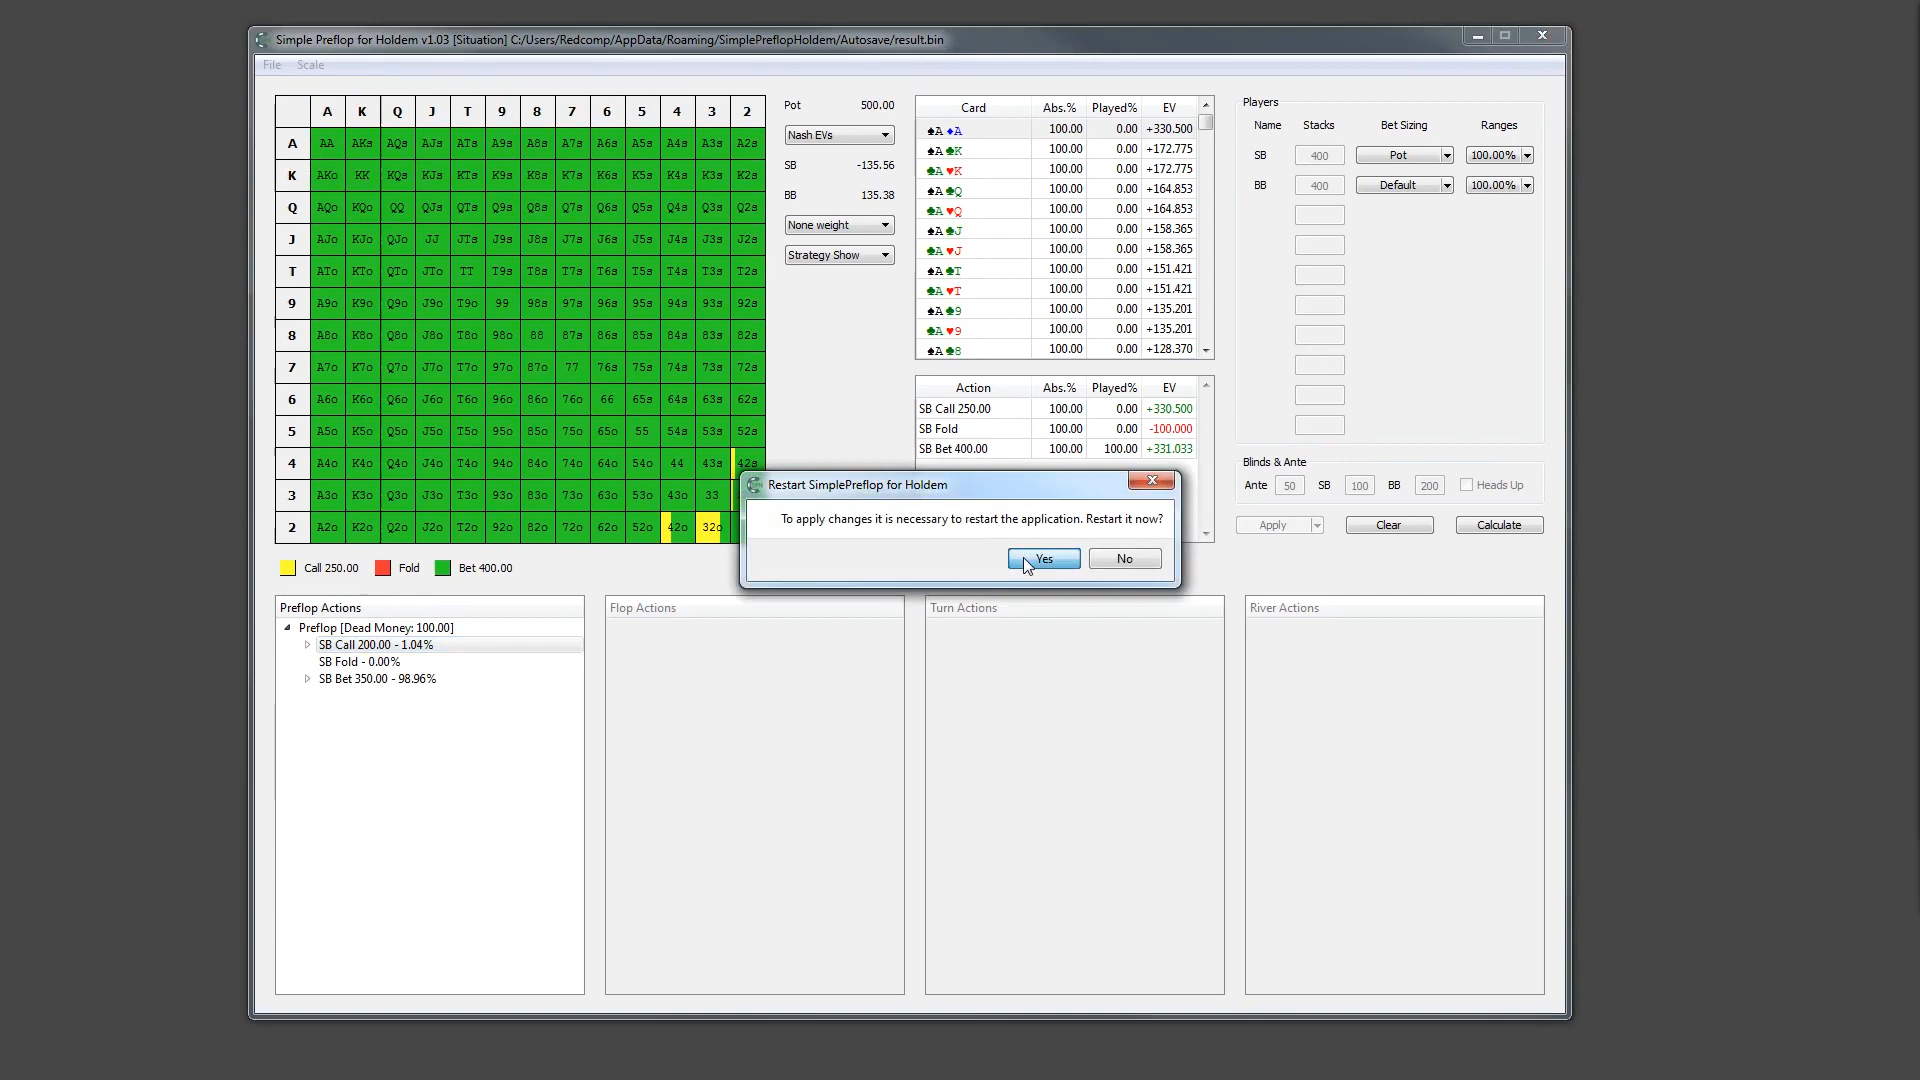 Simple Preflop for Holdem v1.03 [Situation] C:/Users/Redcomp/AppData/Roaming/SimplePreflopHoldem/Autosave/result.bin
File Scale
A K Q J T 9 8 7 6 5 4 3 2
A AA AKs AQs AJs ATs A9s A8s A7s A6s A5s A4s A3s A2s
K AKo KK KQs KJs KTs K9s K8s K7s K6s K5s K4s K3s K2s
Q AQo KQo QQ QJs QTs Q9s Q8s Q7s Q6s Q5s Q4s Q3s Q2s
J AJo KJo QJo JJ JTs J9s J8s J7s J6s J5s J4s J3s J2s
T ATo KTo QTo JTo TT T9s T8s T7s T6s T5s T4s T3s T2s
9 A9o K9o Q9o J9o T9o 99 98s 97s 96s 95s 94s 93s 92s
8 A8o K8o Q8o J8o T8o 98o 88 87s 86s 85s 84s 83s 82s
7 A7o K7o Q7o J7o T7o 97o 87o 77 76s 75s 74s 73s 72s
6 A6o K6o Q6o J6o T6o 96o 86o 76o 66 65s 64s 63s 62s
5 A5o K5o Q5o J5o T5o 95o 85o 75o 65o 55 54s 53s 52s
4 A4o K4o Q4o J4o T4o 94o 84o 74o 64o 54o 44 43s 42s
3 A3o K3o Q3o J3o T3o 93o 83o 73o 63o 53o 43o 33
2 A2o K2o Q2o J2o T2o 92o 82o 72o 62o 52o 42o 32o
Call 250.00 Fold Bet 400.00
Pot 500.00
Nash EVs
SB -135.56
BB 135.38
None weight
Strategy Show
Card Abs.% Played% EV
♠A ♦A 100.00 0.00 +330.500
♠A ♣K 100.00 0.00 +172.775
♣A ♥K 100.00 0.00 +172.775
♠A ♣Q 100.00 0.00 +164.853
♣A ♥Q 100.00 0.00 +164.853
♠A ♣J 100.00 0.00 +158.365
♣A ♥J 100.00 0.00 +158.365
♠A ♣T 100.00 0.00 +151.421
♣A ♥T 100.00 0.00 +151.421
♠A ♣9 100.00 0.00 +135.201
♣A ♥9 100.00 0.00 +135.201
♠A ♣8 100.00 0.00 +128.370
Action Abs.% Played% EV
SB Call 250.00 100.00 0.00 +330.500
SB Fold 100.00 0.00 -100.000
SB Bet 400.00 100.00 100.00 +331.033
Players
Name Stacks Bet Sizing Ranges
SB 400 Pot 100.00%
BB 400 Default 100.00%
Blinds & Ante
Ante 50 SB 100 BB 200 Heads Up
Apply Clear Calculate
Restart SimplePreflop for Holdem
To apply changes it is necessary to restart the application. Restart it now?
Yes No
Preflop Actions
Preflop [Dead Money: 100.00]
SB Call 200.00 - 1.04%
SB Fold - 0.00%
SB Bet 350.00 - 98.96%
Flop Actions
Turn Actions
River Actions